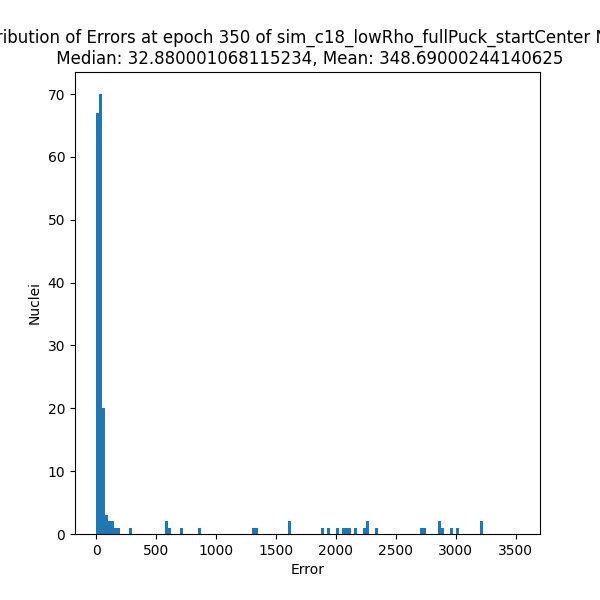 ribution of Errors at epoch 350 of sim_c18_lowRho_fullPuck_startCenter N
Median: 32.880001068115234, Mean: 348.69000244140625
70
60
50
40
30
20
10
0
Nuclei
0 500 1000 1500 2000 2500 3000 3500
Error